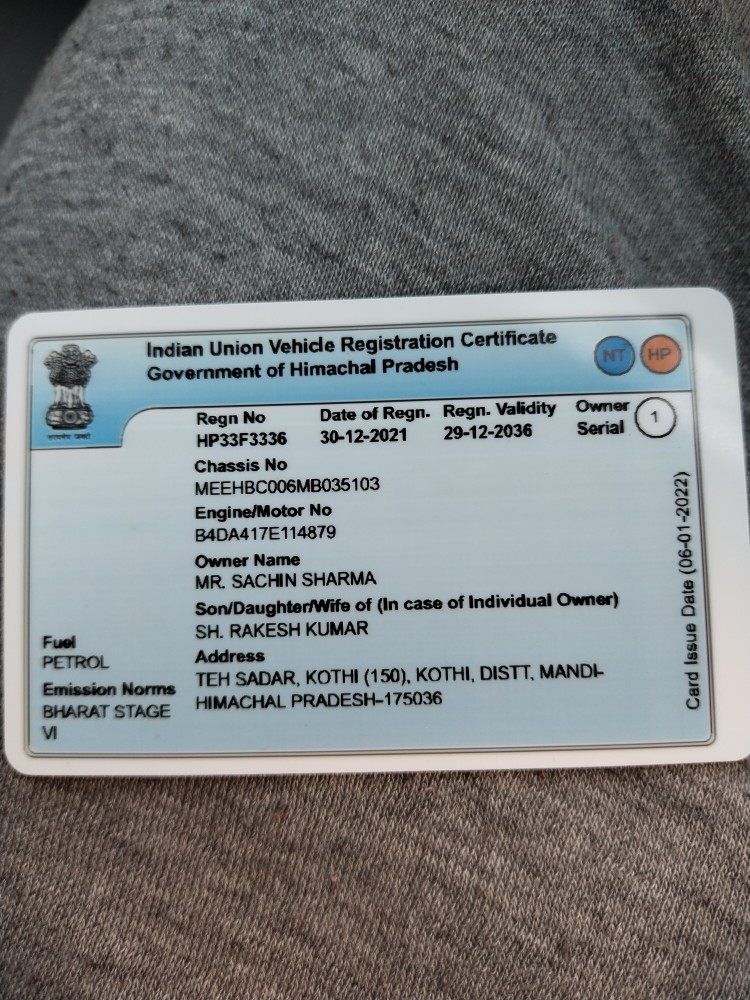 Indian Union Vehicle Registration Certificate
Government of Himachal Pradesh
NT HP
सत्यमेव जयते
Regn No Date of Regn. Regn. Validity Owner Serial 1
HP33F3336 30-12-2021 29-12-2036
Chassis No
MEEHBC006MB035103
Engine/Motor No
B4DA417E114879
Owner Name
MR. SACHIN SHARMA
Son/Daughter/Wife of (In case of Individual Owner)
SH. RAKESH KUMAR
Address
TEH SADAR, KOTHI (150), KOTHI, DISTT, MANDI-
HIMACHAL PRADESH-175036
Fuel
PETROL
Emission Norms
BHARAT STAGE
VI
Card Issue Date (06-01-2022)